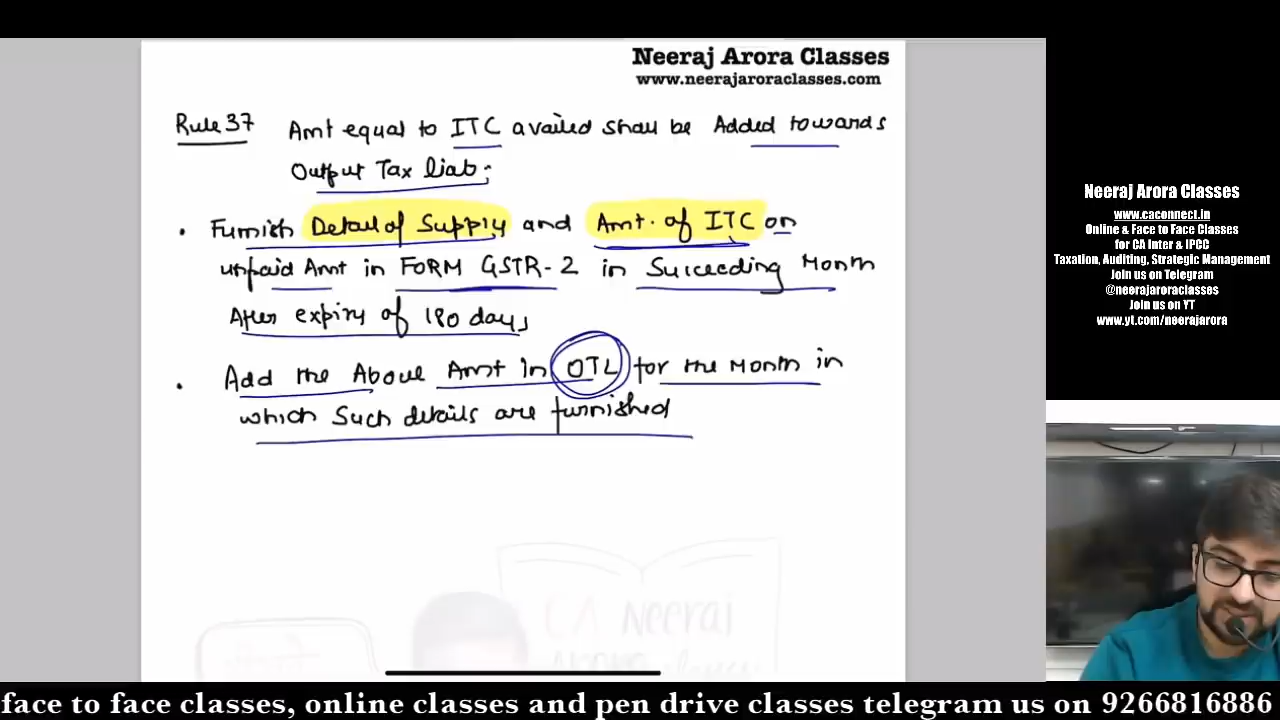 Neeraj Arora Classes
www.neerajaroraclasses.com
Rule 37 Amt equal to ITC availed shall be Added towards
Output Tax liab.
• Furnish Detail of Supply and Amt. of ITC on
unpaid Amt in FORM GSTR-2 in Succeeding Month
After expiry of 180 days
• Add the Above Amt in OTL for the Month in
which Such details are furnished
CA Neeraj
Arora classes
Neeraj Arora Classes
www.caconnect.in
Online & Face to Face Classes
for CA Inter & IPCC
Taxation, Auditing, Strategic Management
Join us on Telegram
@neerajaroraclasses
Join us on YT
www.yt.com/neerajarora
face to face classes, online classes and pen drive classes telegram us on 9266816886